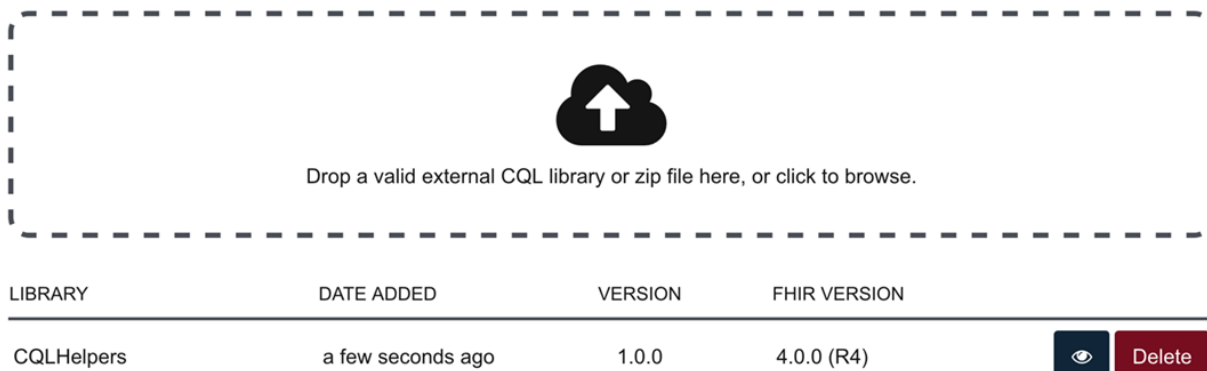 Drop a valid external CQL library or zip file here, or click to browse.
LIBRARY DATE ADDED VERSION FHIR VERSION
CQLHelpers a few seconds ago 1.0.0 4.0.0 (R4) Delete